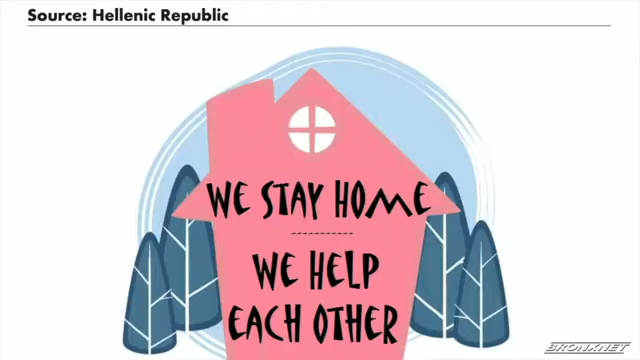 Source: Hellenic Republic
WE STAY HOME
WE HELP
EACH OTHER
BRONXNET